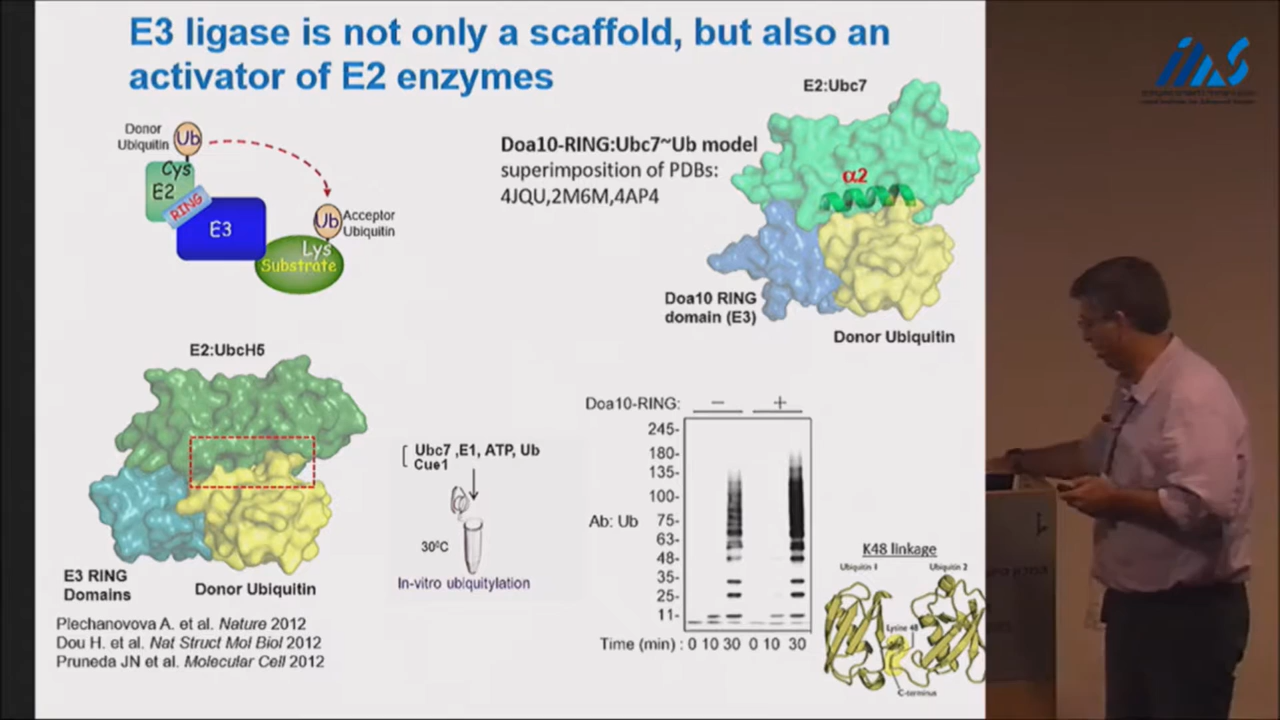 E3 ligase is not only a scaffold, but also an
activator of E2 enzymes
Donor
Ubiquitin
Ub
Cys
E2
RING
E3
Ub
Acceptor
Ubiquitin
Lys
Substrate
Doa10-RING:Ubc7~Ub model
superimposition of PDBs:
4JQU,2M6M,4AP4
E2:Ubc7
α2
Doa10 RING
domain (E3)
Donor Ubiquitin
E2:UbcH5
E3 RING
Domains
Donor Ubiquitin
Plechanovova A. et al. Nature 2012
Dou H. et al. Nat Struct Mol Biol 2012
Pruneda JN et al. Molecular Cell 2012
Ubc7 ,E1, ATP, Ub
Cue1
30⁰C
In-vitro ubiquitylation
Doa10-RING: − +
245-
180-
135-
100-
75-
63-
48-
35-
25-
11-
Ab: Ub
Time (min) : 0 10 30 0 10 30
K48 linkage
Ubiquitin 1
Ubiquitin 2
Lysine 48
C-terminus
IIAS